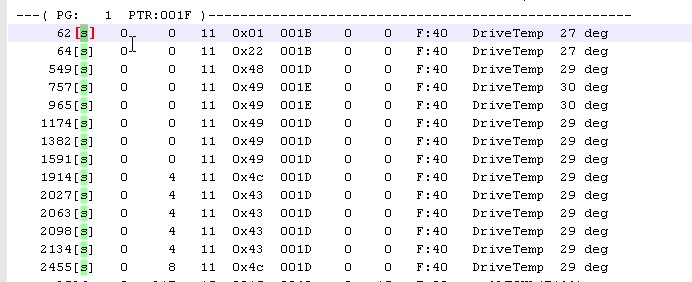 ---( PG:   1  PTR:001F )-----------------------------------------------------
62[s]   0     0   11  0x01  001B    0    0   F:40   DriveTemp  27 deg
64[s]   0     0   11  0x22  001B    0    0   F:40   DriveTemp  27 deg
549[s]   0     0   11  0x48  001D    0    0   F:40   DriveTemp  29 deg
757[s]   0     0   11  0x49  001E    0    0   F:40   DriveTemp  30 deg
965[s]   0     0   11  0x49  001E    0    0   F:40   DriveTemp  30 deg
1174[s]   0     0   11  0x49  001D    0    0   F:40   DriveTemp  29 deg
1382[s]   0     0   11  0x49  001D    0    0   F:40   DriveTemp  29 deg
1591[s]   0     0   11  0x49  001D    0    0   F:40   DriveTemp  29 deg
1914[s]   0     4   11  0x4c  001D    0    0   F:40   DriveTemp  29 deg
2027[s]   0     4   11  0x43  001D    0    0   F:40   DriveTemp  29 deg
2063[s]   0     4   11  0x43  001D    0    0   F:40   DriveTemp  29 deg
2098[s]   0     4   11  0x43  001D    0    0   F:40   DriveTemp  29 deg
2134[s]   0     4   11  0x43  001D    0    0   F:40   DriveTemp  29 deg
2455[s]   0     8   11  0x4c  001D    0    0   F:40   DriveTemp  29 deg